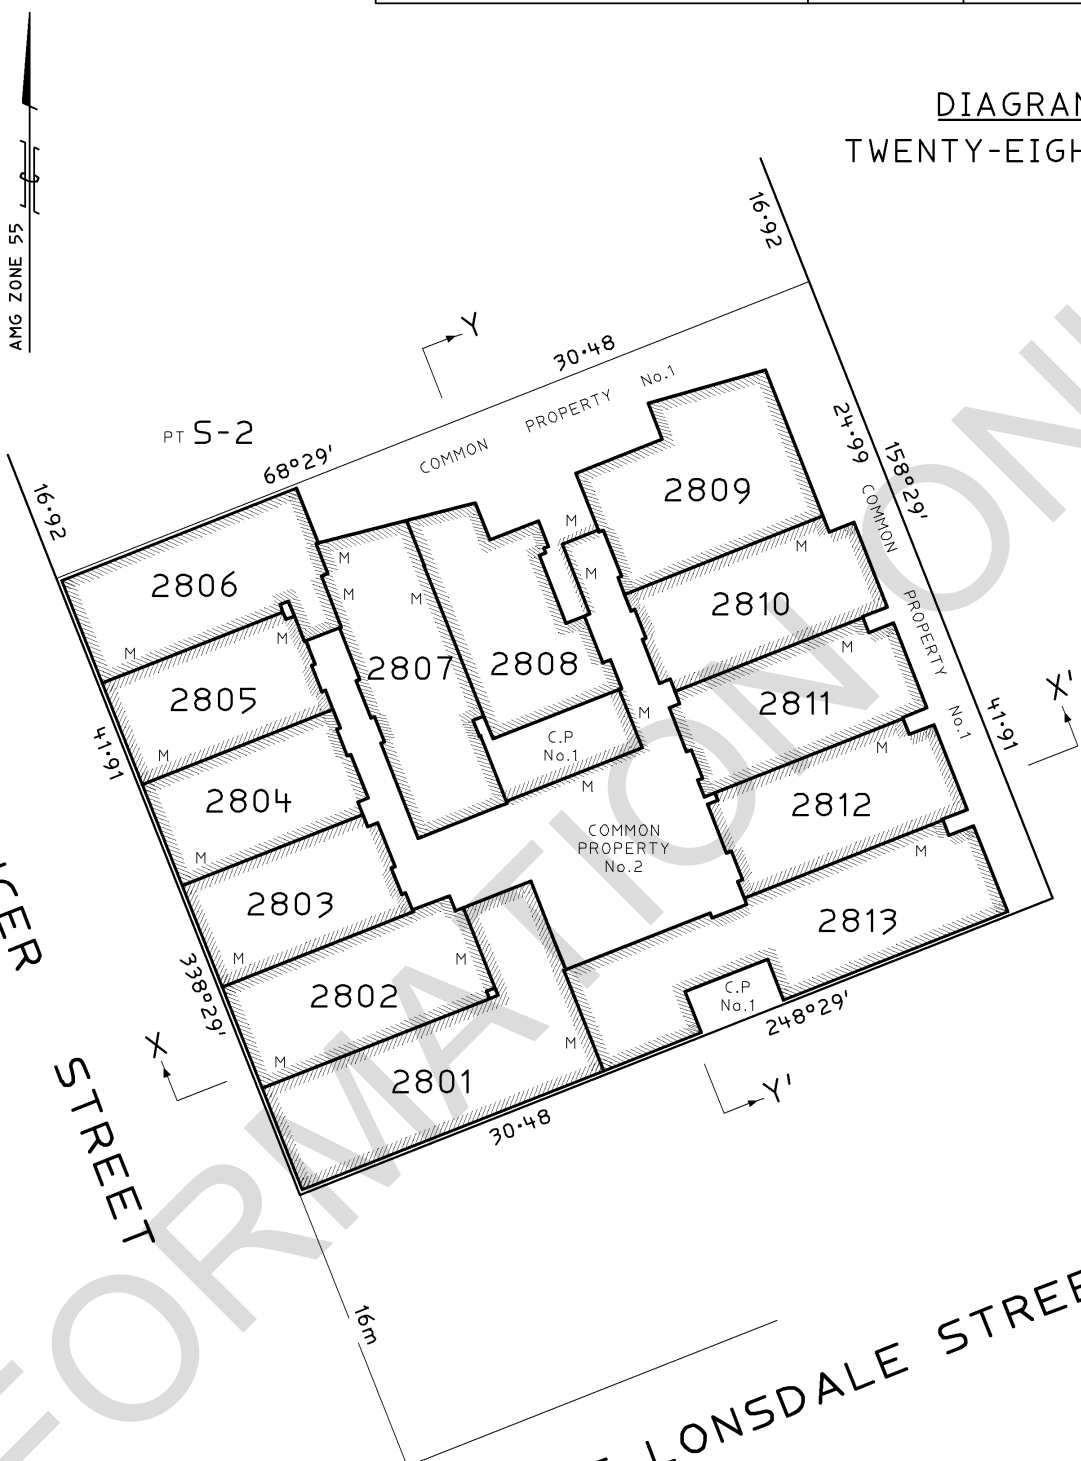 DIAGRAM
TWENTY-EIGH
AMG ZONE 55
16·92
Y
30·48
No.1
PROPERTY
COMMON
PT S-2
68°29'
16·92
24·99
158°29'
COMMON
PROPERTY
No.1
2809
M
2806
M
M
M
M
M
M
2810
2807
2808
M
M
2805
M
2811
X'
41·91
M
C.P
No.1
41·91
M
2804
M
M
2812
COMMON
PROPERTY
No.2
M
2803
M
2813
M
2802
C.P
No.1
338°29'
248°29'
X
M
M
2801
Y'
30·48
CER
STREET
16m
LONSDALE STREE
FORMATION ON